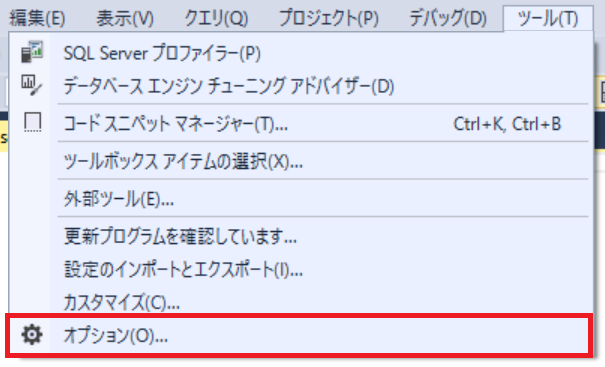 編集(E) 表示(V) クエリ(Q) プロジェクト(P) デバッグ(D) ツール(T)
SQL Server プロファイラー(P)
データベース エンジン チューニング アドバイザー(D)
コード スニペット マネージャー(T)... Ctrl+K, Ctrl+B
ツールボックス アイテムの選択(X)...
外部ツール(E)...
更新プログラムを確認しています...
設定のインポートとエクスポート(I)...
カスタマイズ(C)...
オプション(O)...